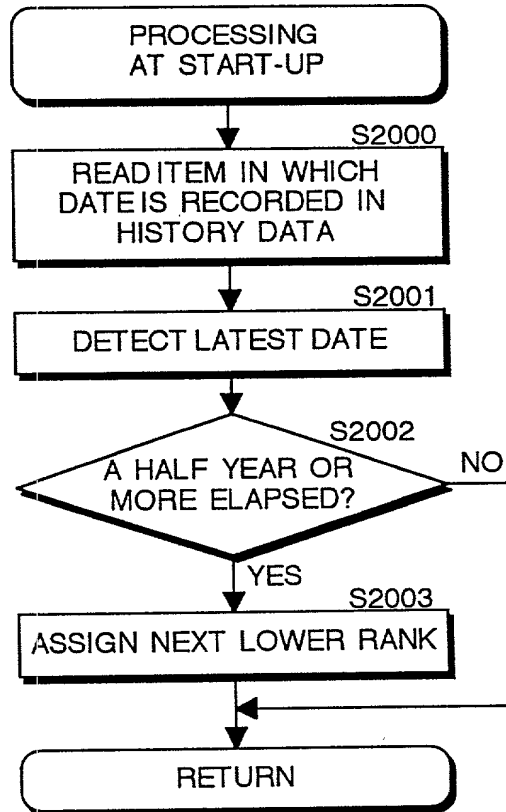 PROCESSING
AT START-UP
S2000
READ ITEM IN WHICH
DATE IS RECORDED IN
HISTORY DATA
S2001
DETECT LATEST DATE
S2002
A HALF YEAR OR
MORE ELAPSED?
NO
YES
S2003
ASSIGN NEXT LOWER RANK
RETURN